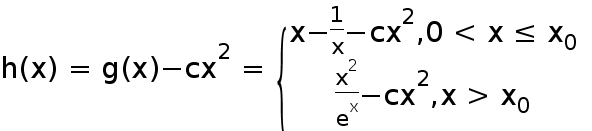 h(x) = g(x)−cx² = { x−1/x−cx²,0 < x ≤ x₀
x²/eˣ−cx²,x > x₀